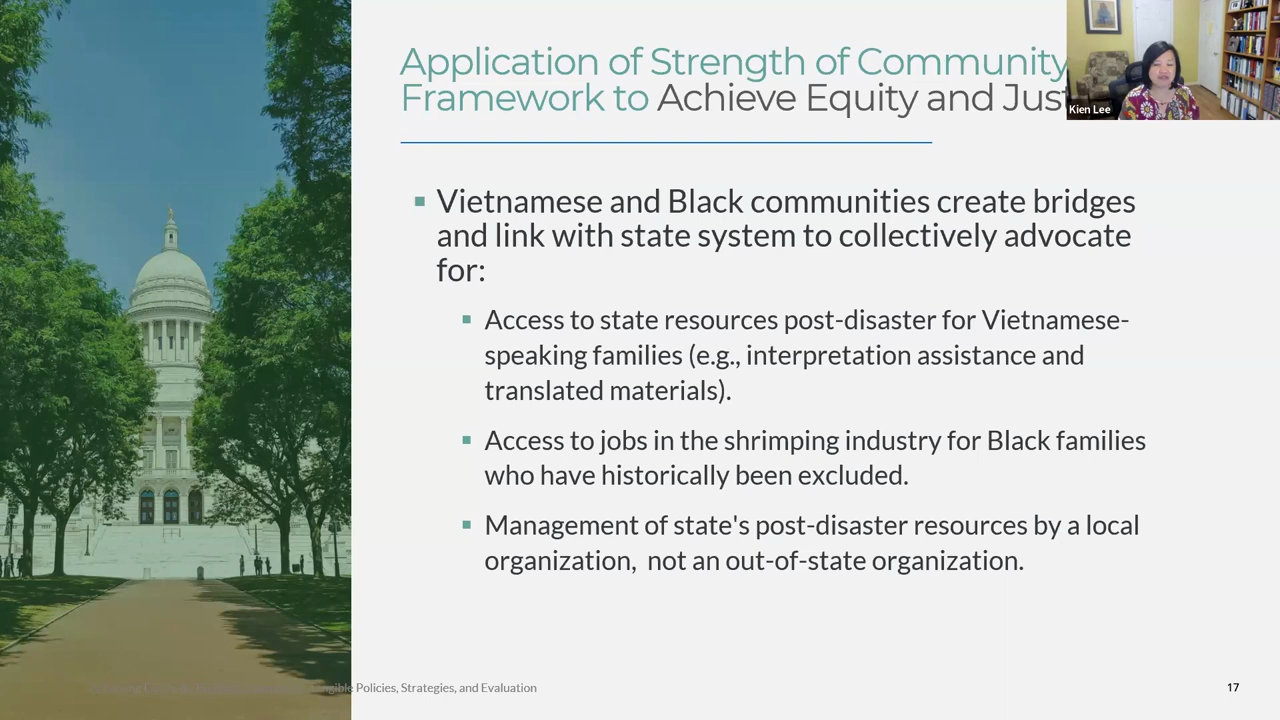 Application of Strength of Community
Framework to Achieve Equity and Just
Kien Lee
▪ Vietnamese and Black communities create bridges
and link with state system to collectively advocate
for:
▪ Access to state resources post-disaster for Vietnamese-
speaking families (e.g., interpretation assistance and
translated materials).
▪ Access to jobs in the shrimping industry for Black families
who have historically been excluded.
▪ Management of state's post-disaster resources by a local
organization, not an out-of-state organization.
Policies, Strategies, and Evaluation
17